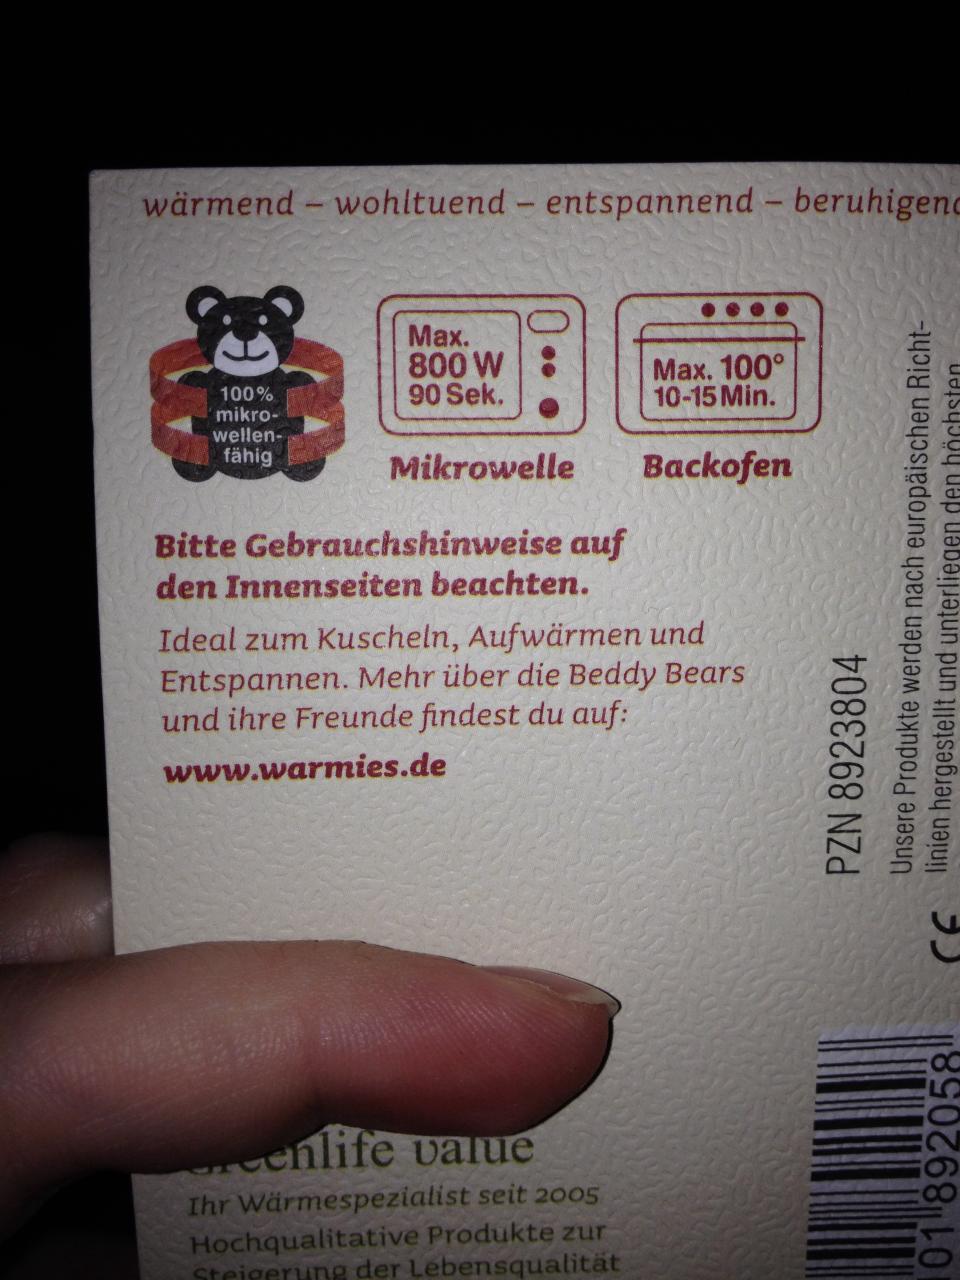 wärmend – wohltuend – entspannend – beruhigend
100%
mikro-
wellen-
fähig
Max.
800 W
90 Sek.
Mikrowelle
Max. 100°
10-15 Min.
Backofen
Bitte Gebrauchshinweise auf
den Innenseiten beachten.
Ideal zum Kuscheln, Aufwärmen und
Entspannen. Mehr über die Beddy Bears
und ihre Freunde findest du auf:
www.warmies.de
PZN 8923804
Unsere Produkte werden nach europäischen Richt-
linien hergestellt und unterliegen den höchsten
CE
01 892058
Greenlife value
Ihr Wärmespezialist seit 2005
Hochqualitative Produkte zur
Steigerung der Lebensqualität